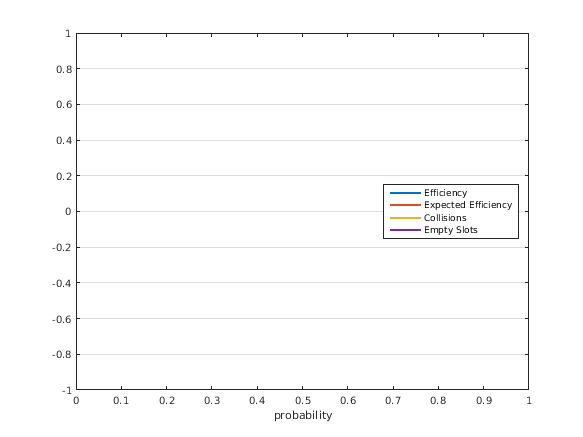 1
0.8
0.6
0.4
0.2
0
-0.2
-0.4
-0.6
-0.8
-1
Efficiency
Expected Efficiency
Collisions
Empty Slots
0 0.1 0.2 0.3 0.4 0.5 0.6 0.7 0.8 0.9 1
probability